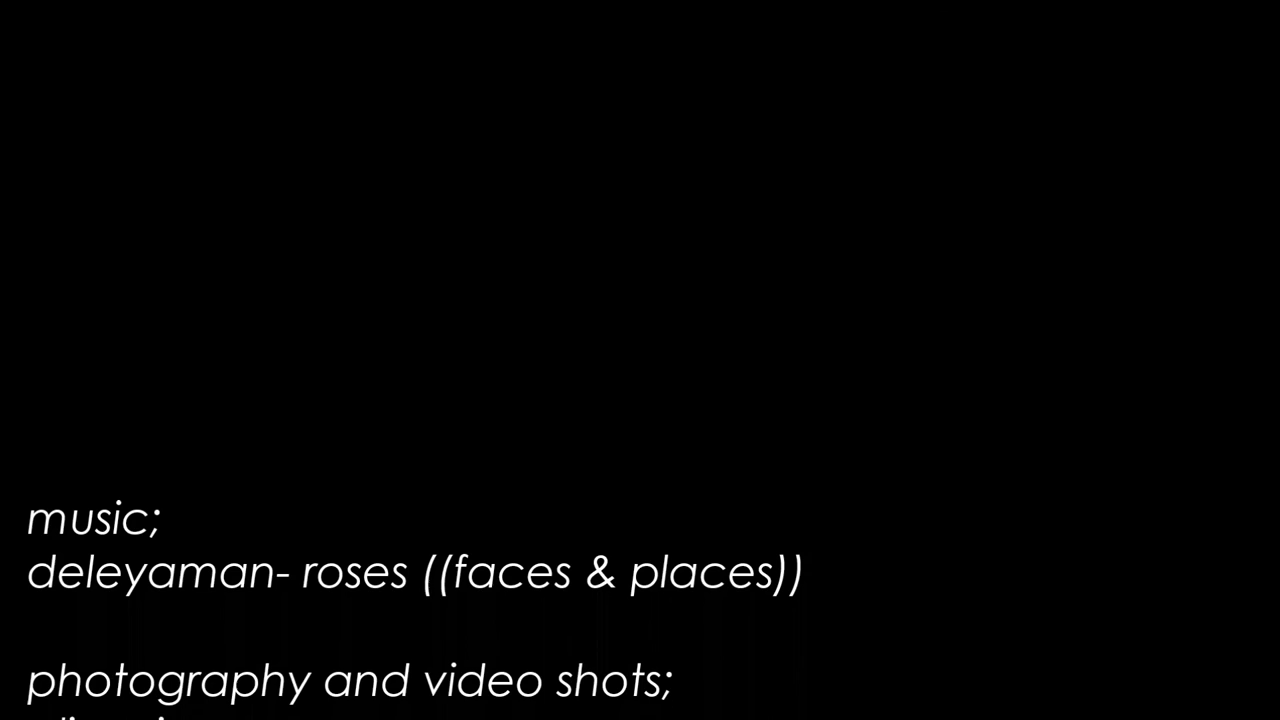 music;
deleyaman- roses ((faces & places))
photography and video shots;